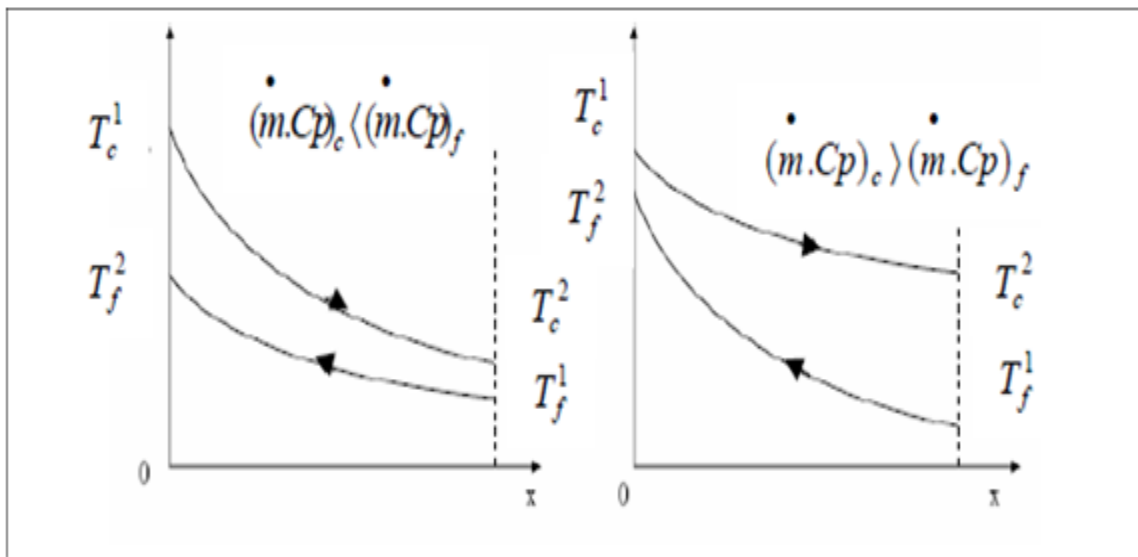 (ṁ.Cp)_c ⟨ (ṁ.Cp)_f
T_c^1
T_f^2
T_c^2
T_f^1
0
x
T_c^1
(ṁ.Cp)_c ⟩ (ṁ.Cp)_f
T_f^2
T_c^2
T_f^1
0
x